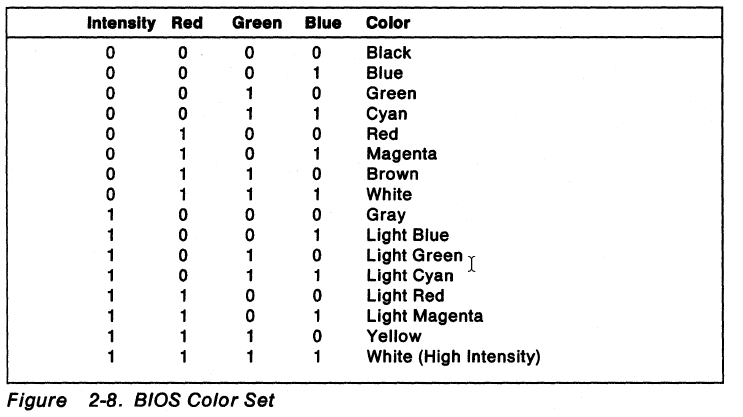 Intensity Red Green Blue Color
0 0 0 0 Black
0 0 0 1 Blue
0 0 1 0 Green
0 0 1 1 Cyan
0 1 0 0 Red
0 1 0 1 Magenta
0 1 1 0 Brown
0 1 1 1 White
1 0 0 0 Gray
1 0 0 1 Light Blue
1 0 1 0 Light Green
1 0 1 1 Light Cyan
1 1 0 0 Light Red
1 1 0 1 Light Magenta
1 1 1 0 Yellow
1 1 1 1 White (High Intensity)
Figure 2-8. BIOS Color Set